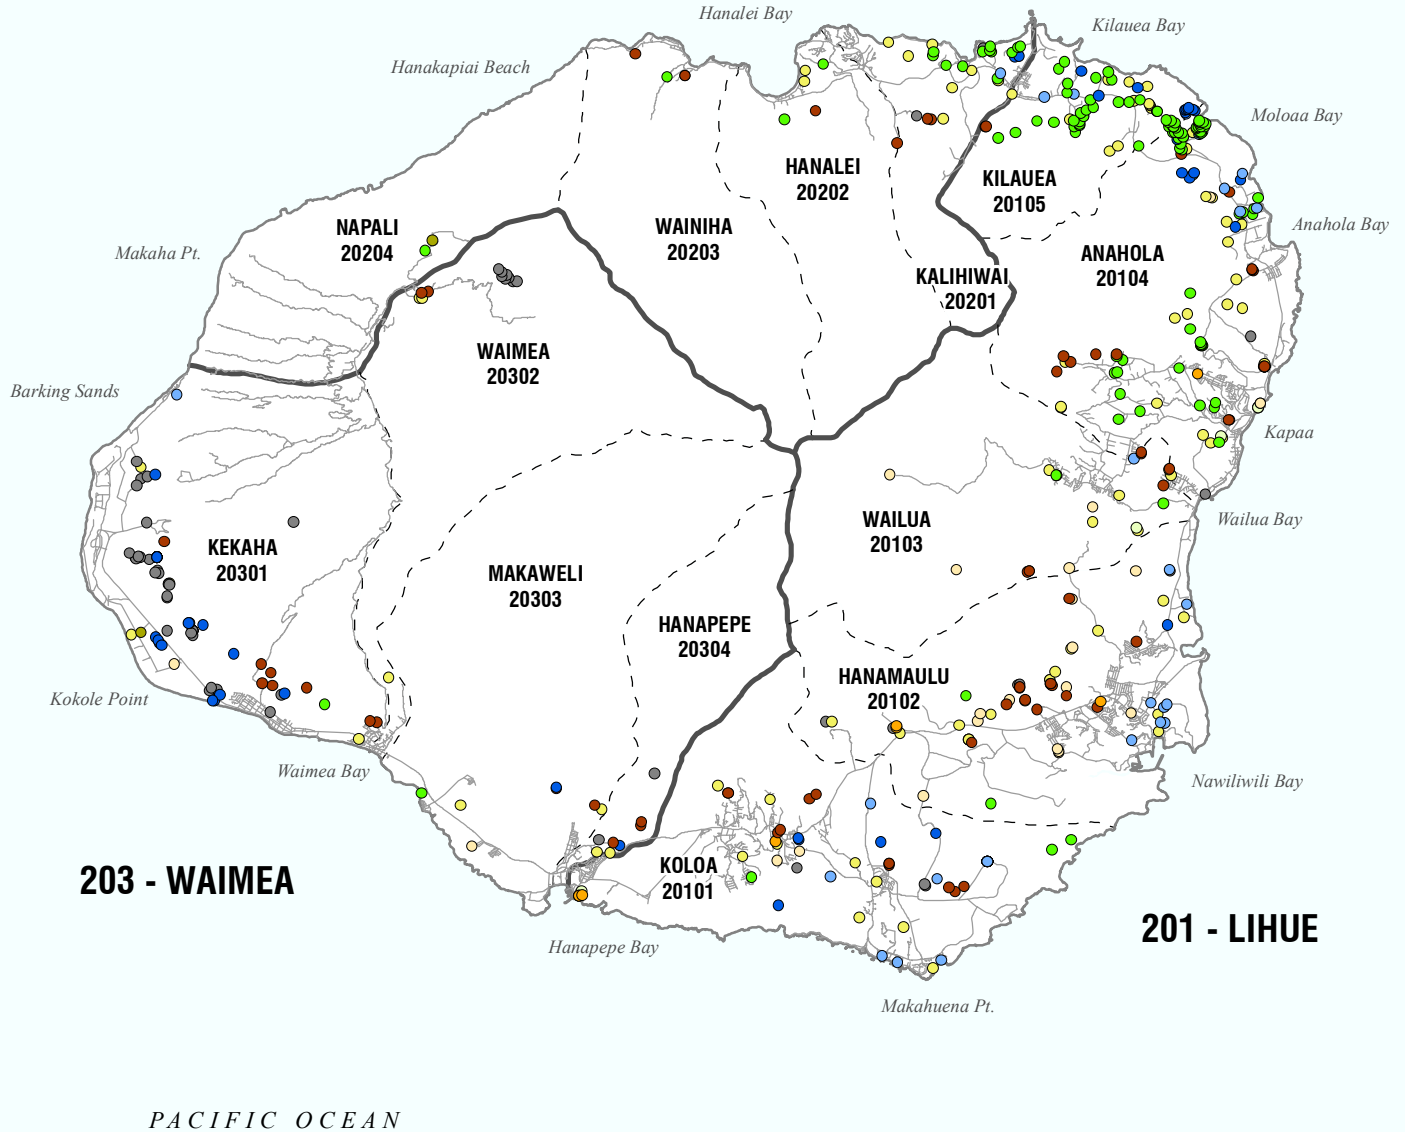 Hanalei Bay
Kilauea Bay
Hanakapiai Beach
Moloaa Bay
HANALEI
20202
KILAUEA
20105
NAPALI
20204
WAINIHA
20203
Anahola Bay
Makaha Pt.
ANAHOLA
20104
KALIHIWAI
20201
WAIMEA
20302
Barking Sands
Kapaa
WAILUA
20103
Wailua Bay
KEKAHA
20301
MAKAWELI
20303
HANAPEPE
20304
HANAMAULU
20102
Kokole Point
Waimea Bay
Nawiliwili Bay
203 - WAIMEA
KOLOA
20101
201 - LIHUE
Hanapepe Bay
Makahuena Pt.
PACIFIC OCEAN